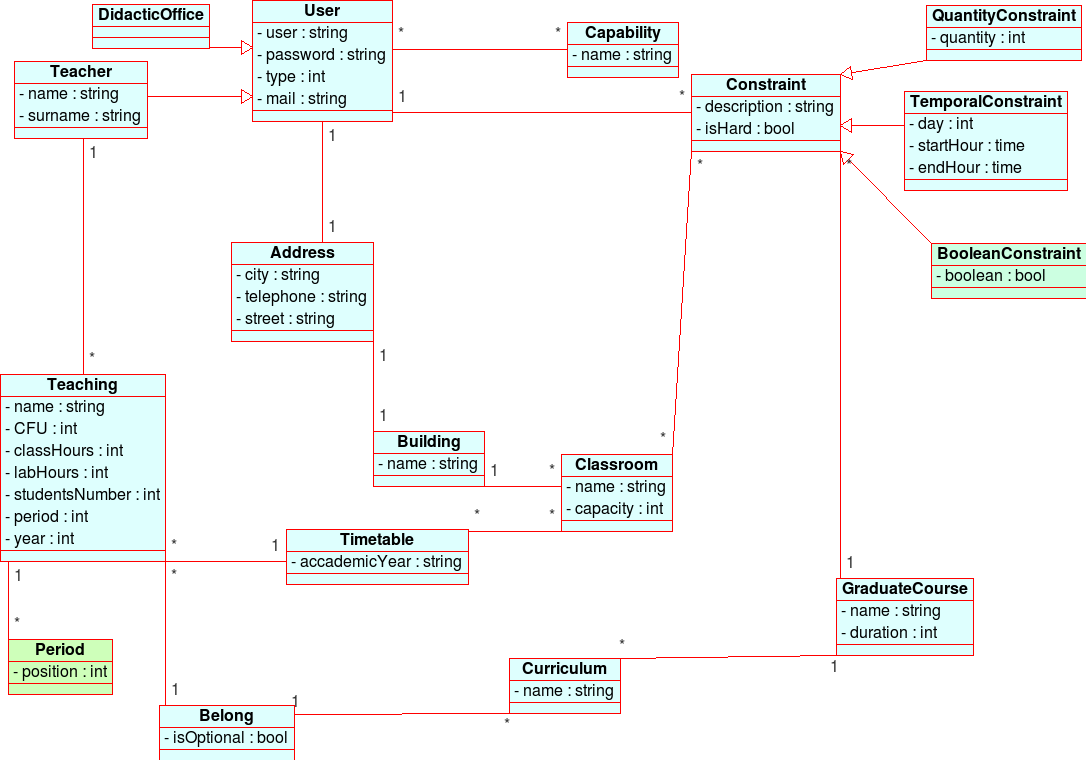 DidacticOffice
User
- user : string
- password : string
- type : int
- mail : string
*
*
Capability
- name : string
QuantityConstraint
- quantity : int
Teacher
- name : string
- surname : string
1
*
Constraint
- description : string
- isHard : bool
TemporalConstraint
- day : int
- startHour : time
- endHour : time
1
1
*
*
1
Address
- city : string
- telephone : string
- street : string
BooleanConstraint
- boolean : bool
*
1
Teaching
- name : string
- CFU : int
- classHours : int
- labHours : int
- studentsNumber : int
- period : int
- year : int
1
Building
- name : string
*
1
*
Classroom
- name : string
- capacity : int
*
*
*
1
Timetable
- accademicYear : string
1
*
1
GraduateCourse
- name : string
- duration : int
*
Period
- position : int
*
1
Curriculum
- name : string
1
1
*
Belong
- isOptional : bool